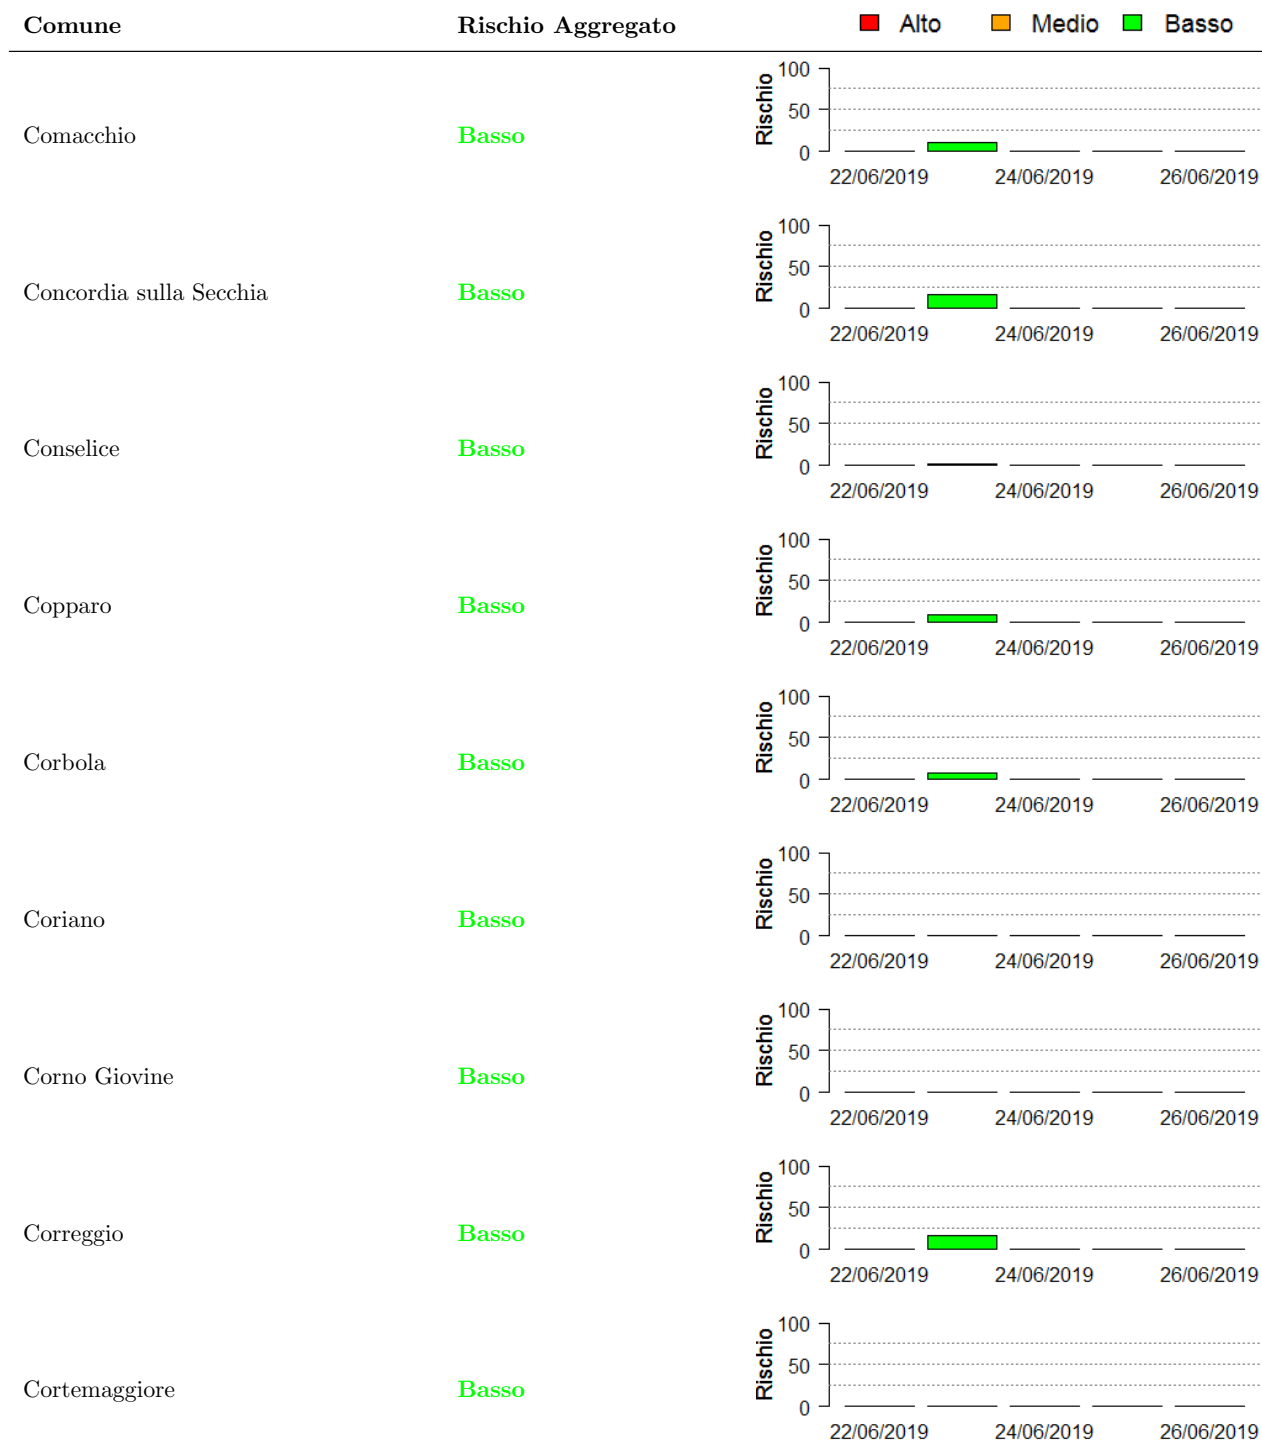 Comune Rischio Aggregato Alto Medio Basso
100
Rischio
50
Comacchio Basso
0
22/06/2019 24/06/2019 26/06/2019
100
Rischio
50
Concordia sulla Secchia Basso
0
22/06/2019 24/06/2019 26/06/2019
100
Rischio
50
Conselice Basso
0
22/06/2019 24/06/2019 26/06/2019
100
Rischio
50
Copparo Basso
0
22/06/2019 24/06/2019 26/06/2019
100
Rischio
50
Corbola Basso
0
22/06/2019 24/06/2019 26/06/2019
100
Rischio
50
Coriano Basso
0
22/06/2019 24/06/2019 26/06/2019
100
Rischio
50
Corno Giovine Basso
0
22/06/2019 24/06/2019 26/06/2019
100
Rischio
50
Correggio Basso
0
22/06/2019 24/06/2019 26/06/2019
100
Rischio
50
Cortemaggiore Basso
0
22/06/2019 24/06/2019 26/06/2019